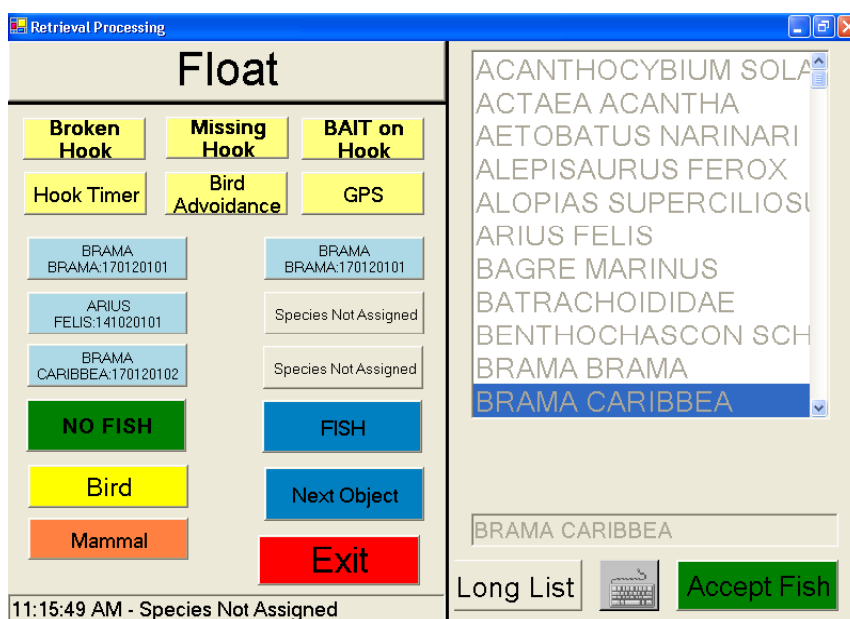 Retrieval Processing
Float
Broken
Hook
Missing
Hook
BAIT on
Hook
Hook Timer
Bird
Advoidance
GPS
BRAMA
BRAMA:170120101
BRAMA
BRAMA:170120101
ARIUS
FELIS:141020101
Species Not Assigned
BRAMA
CARIBBEA:170120102
Species Not Assigned
NO FISH
FISH
Bird
Next Object
Mammal
Exit
11:15:49 AM - Species Not Assigned
ACANTHOCYBIUM SOLA
ACTAEA ACANTHA
AETOBATUS NARINARI
ALEPISAURUS FEROX
ALOPIAS SUPERCILIOSU
ARIUS FELIS
BAGRE MARINUS
BATRACHOIDIDAE
BENTHOCHASCON SCH
BRAMA BRAMA
BRAMA CARIBBEA
BRAMA CARIBBEA
Long List
Accept Fish